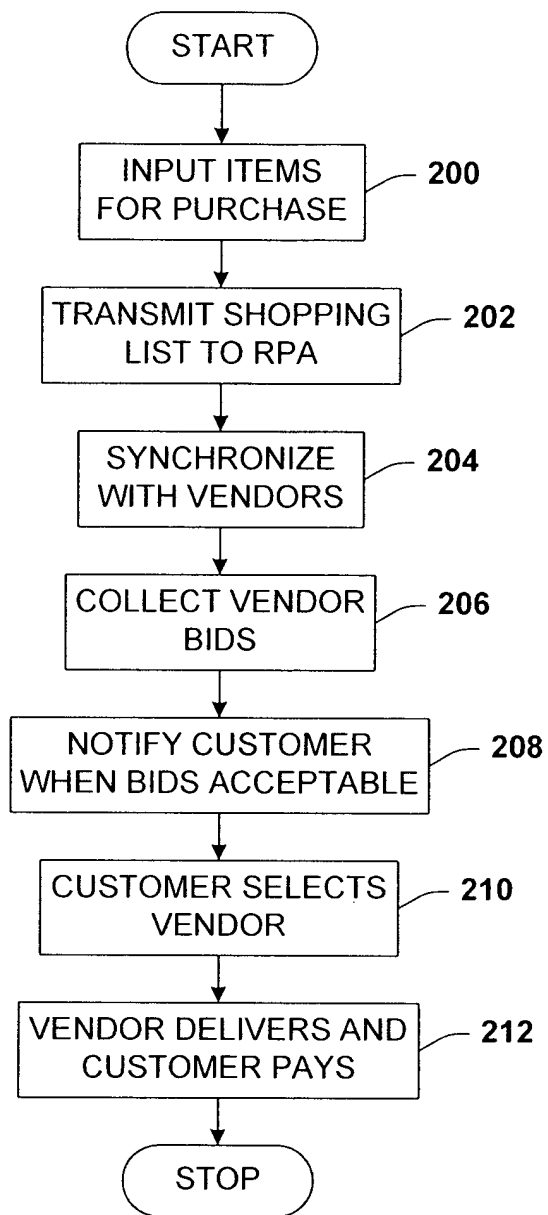 START
INPUT ITEMS
FOR PURCHASE
200
TRANSMIT SHOPPING
LIST TO RPA
202
SYNCHRONIZE
WITH VENDORS
204
COLLECT VENDOR
BIDS
206
NOTIFY CUSTOMER
WHEN BIDS ACCEPTABLE
208
CUSTOMER SELECTS
VENDOR
210
VENDOR DELIVERS AND
CUSTOMER PAYS
212
STOP